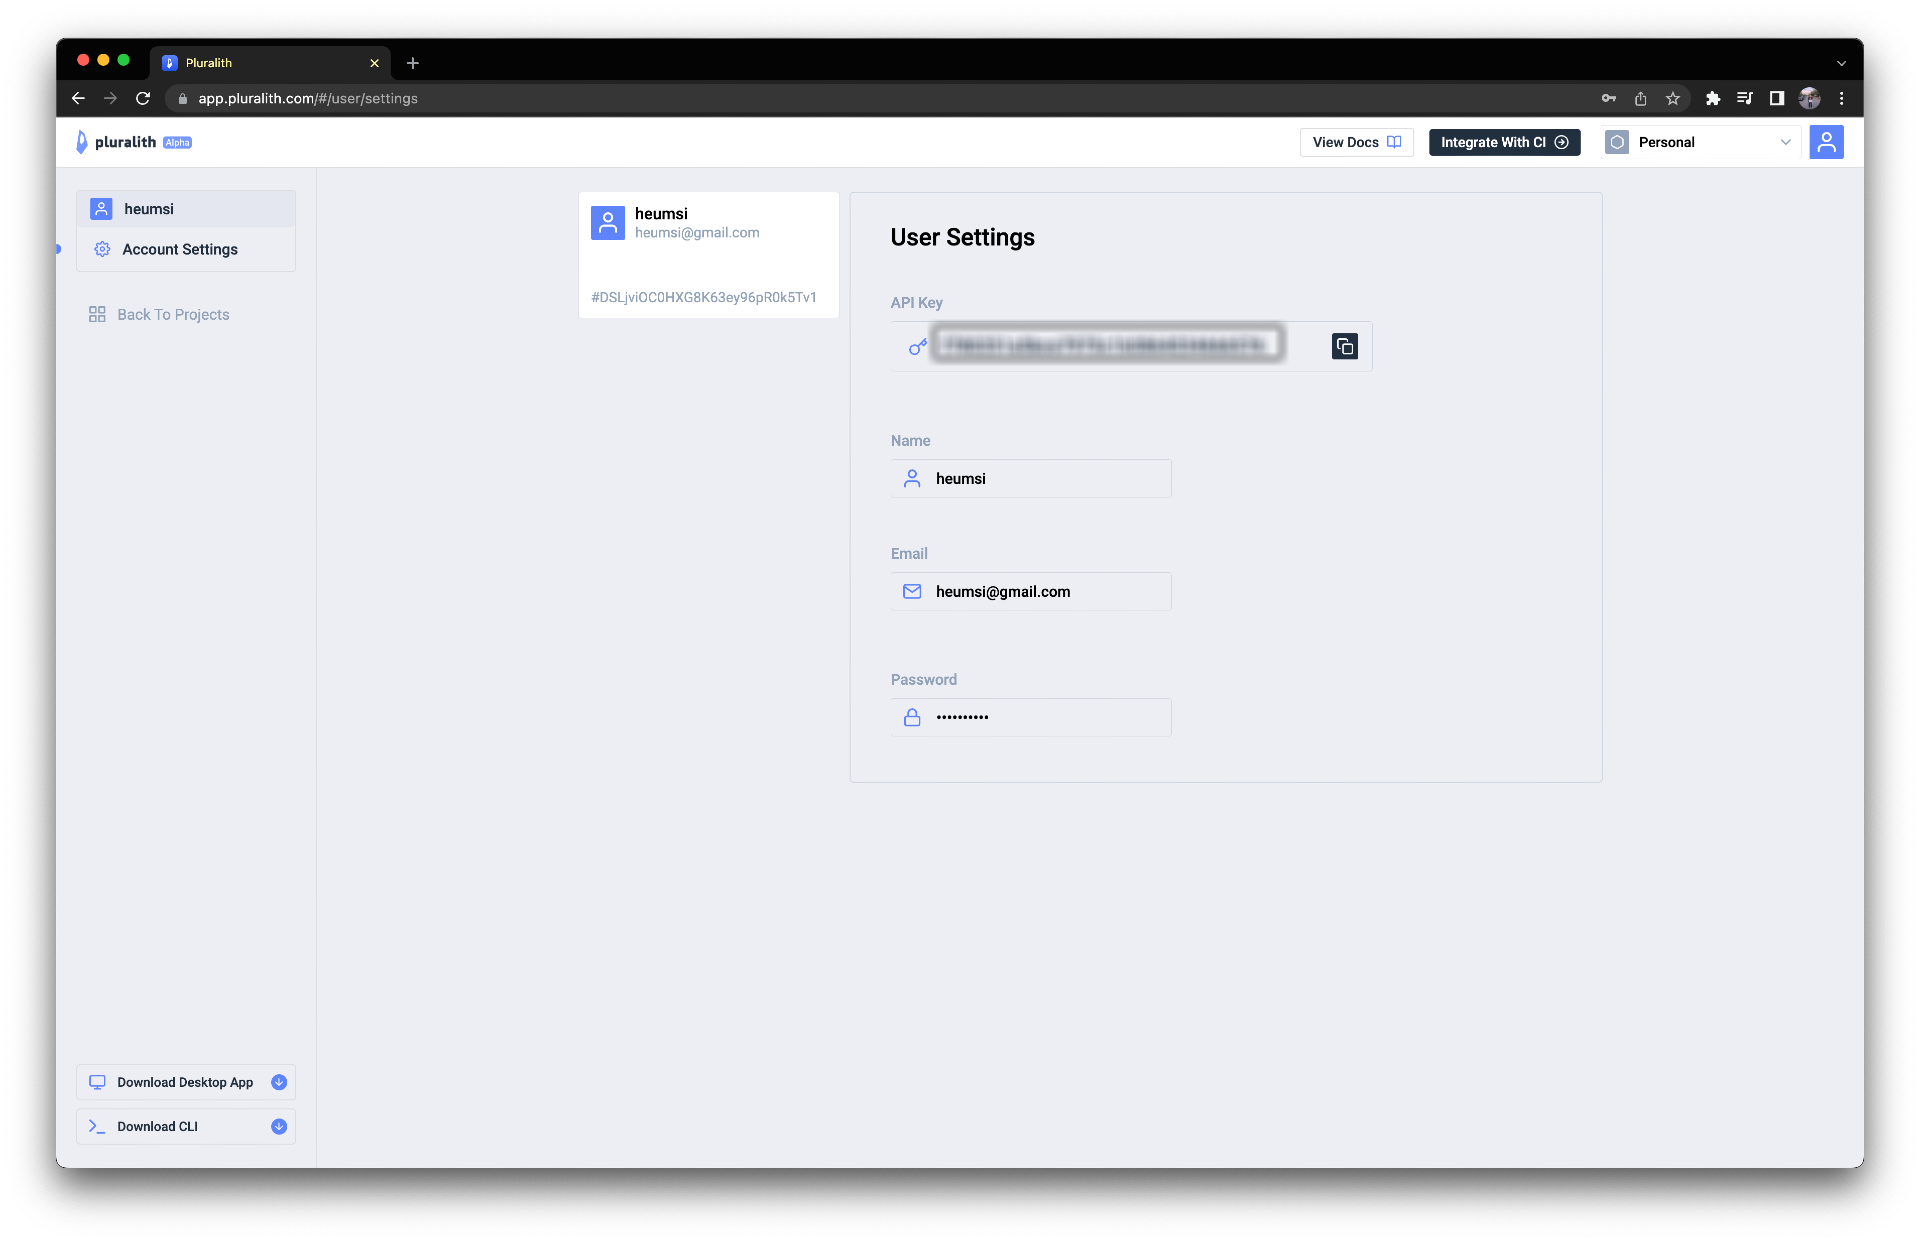 Pluralith
app.pluralith.com/#/user/settings
pluralith Alpha
View Docs
Integrate With CI
Personal
heumsi
Account Settings
Back To Projects
heumsi
heumsi@gmail.com
#DSLjviOC0HXG8K63ey96pR0k5Tv1
User Settings
API Key
Name
heumsi
Email
heumsi@gmail.com
Password
••••••••••
Download Desktop App
Download CLI